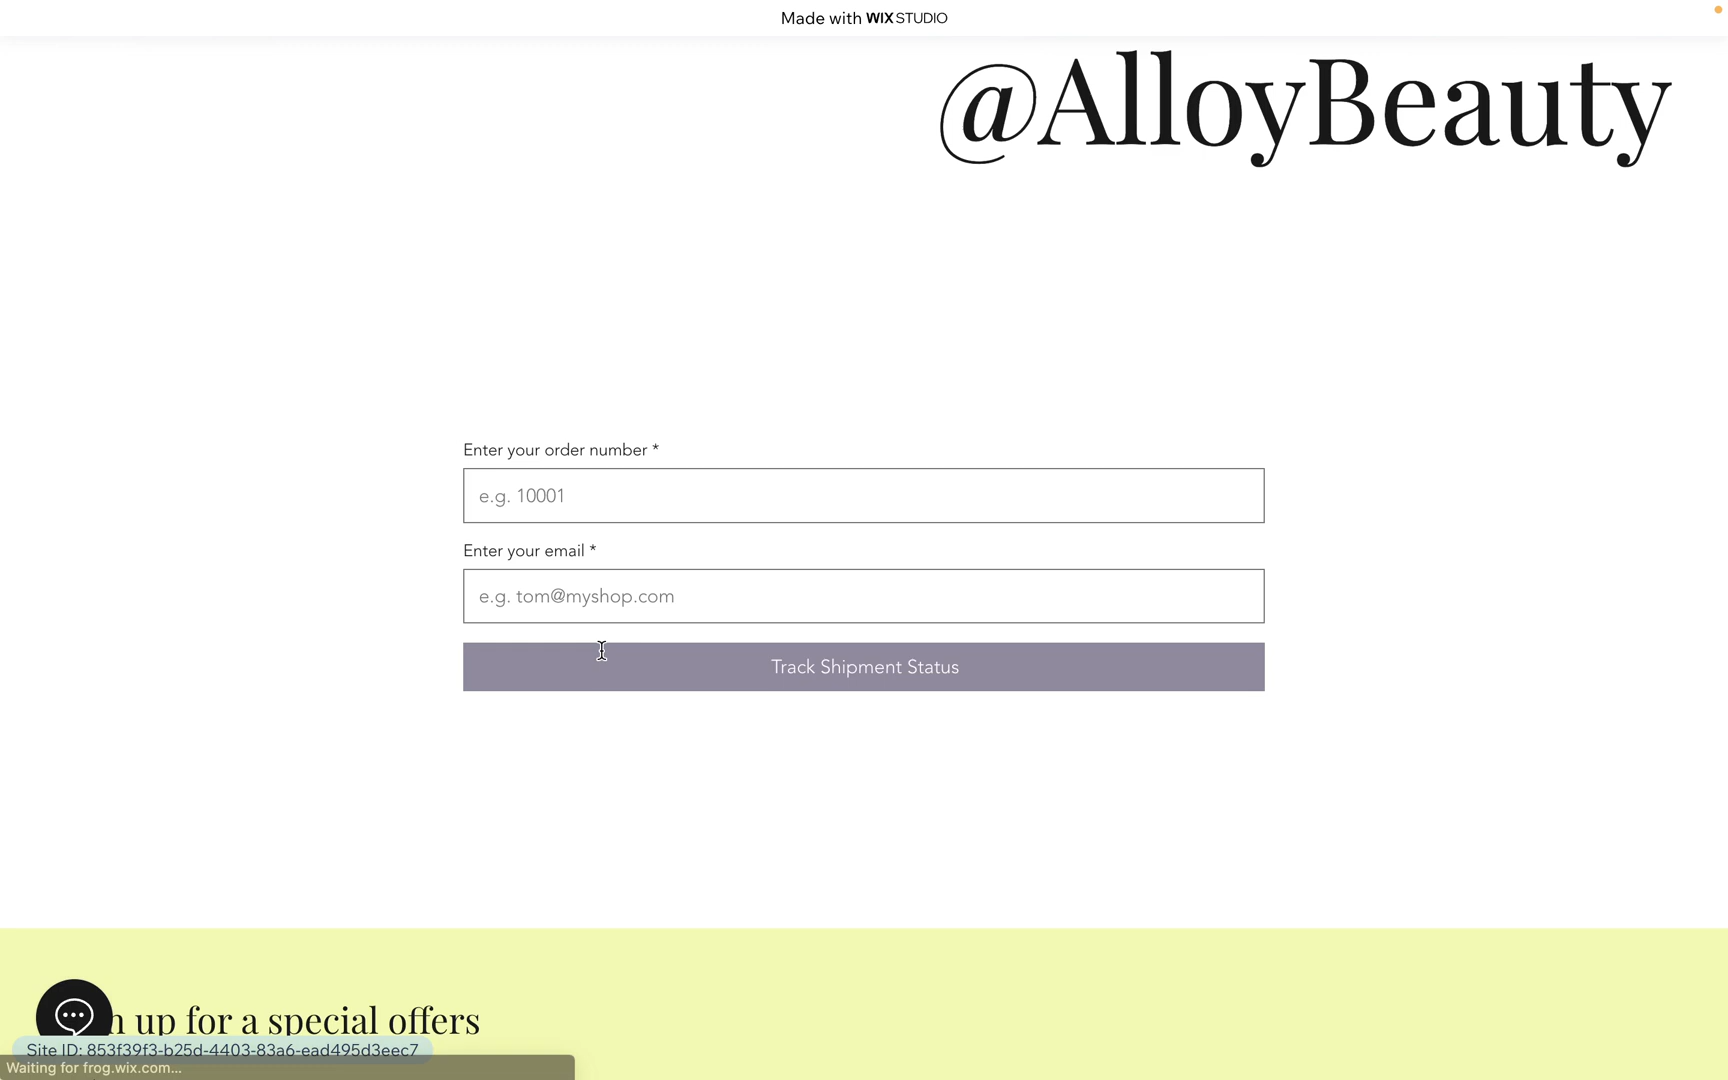 Made with WIX STUDIO
@AlloyBeauty
Enter your order number *
e.g. 10001
Enter your email *
e.g. tom@myshop.com
Track Shipment Status
n up for a special offers
Site ID: 853f39f3-b25d-4403-83a6-ead495d3eec7
Waiting for frog.wix.com...